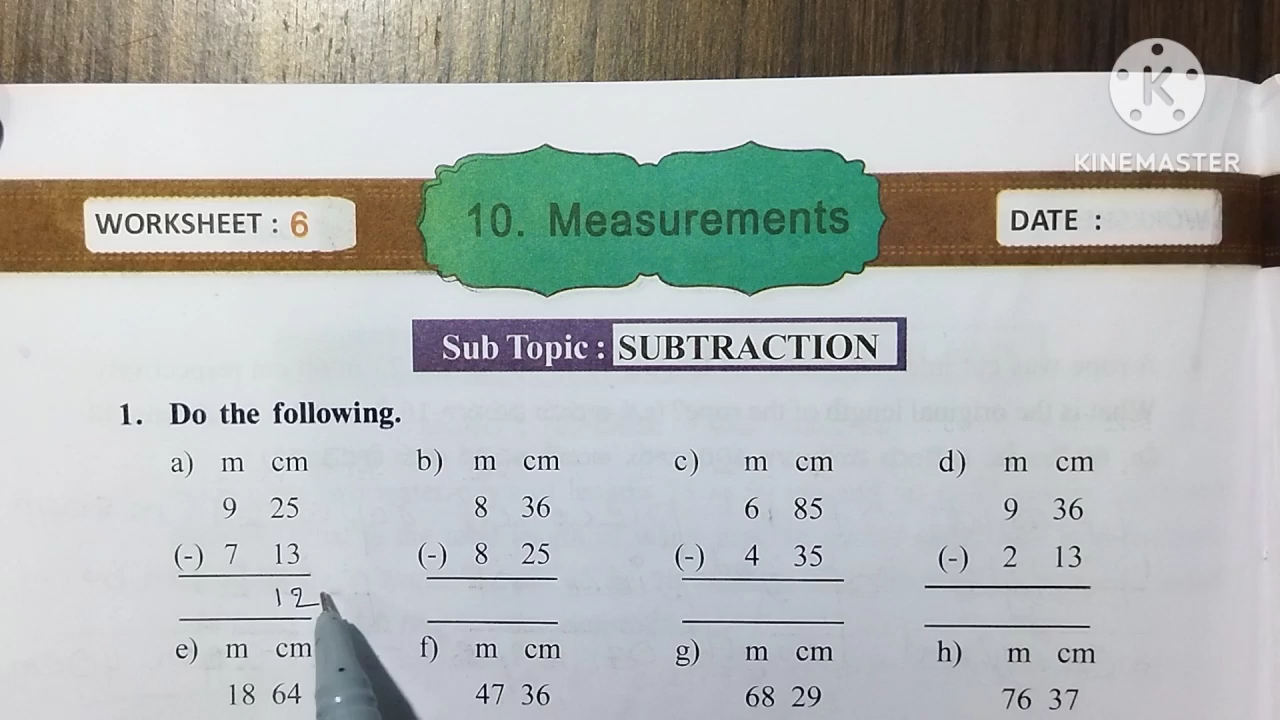 KINEMASTER
WORKSHEET : 6
10. Measurements
DATE :
Sub Topic : SUBTRACTION
1. Do the following.
a) m cm b) m cm c) m cm d) m cm
9 25 8 36 6 85 9 36
(-) 7 13 (-) 8 25 (-) 4 35 (-) 2 13
12
e) m cm f) m cm g) m cm h) m cm
18 64 47 36 68 29 76 37